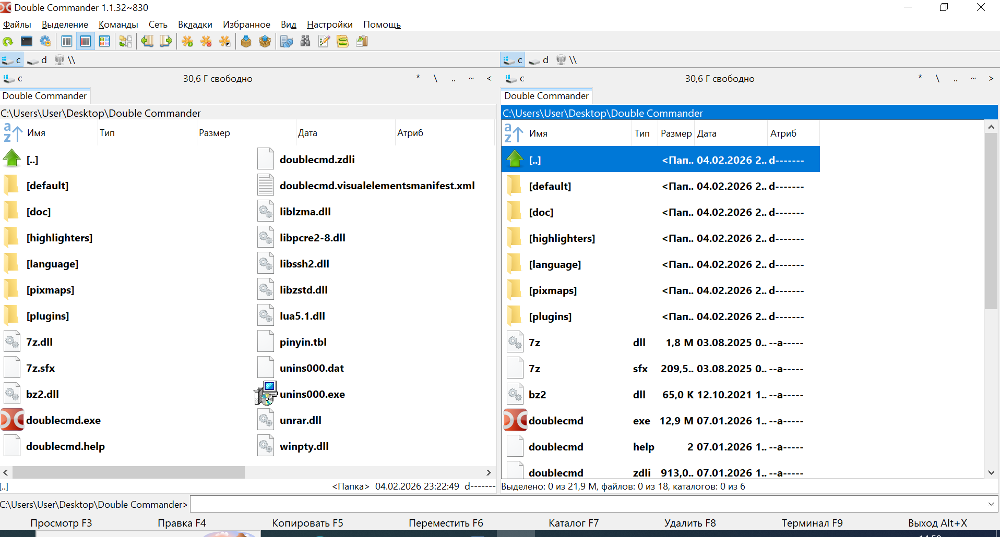 Double Commander 1.1.32~830
Файлы Выделение Команды Сеть Вкладки Избранное Вид Настройки Помощь
c d \\
c d \\
c 30,6 Г свободно * \ .. ~ <
c 30,6 Г свободно * \ .. ~ >
Double Commander
Double Commander
C:\Users\User\Desktop\Double Commander
Имя Тип Размер Дата Атриб
[..]
[default]
[doc]
[highlighters]
[language]
[pixmaps]
[plugins]
7z.dll
7z.sfx
bz2.dll
doublecmd.exe
doublecmd.help
doublecmd.zdli
doublecmd.visualelementsmanifest.xml
liblzma.dll
libpcre2-8.dll
libssh2.dll
libzstd.dll
lua5.1.dll
pinyin.tbl
unins000.dat
unins000.exe
unrar.dll
winpty.dll
[..] <Папка> 04.02.2026 23:22:49 d-------
C:\Users\User\Desktop\Double Commander
Имя Тип Размер Дата Атриб
[..] <Пап.. 04.02.2026 2.. d-------
[default] <Пап.. 04.02.2026 2.. d-------
[doc] <Пап.. 04.02.2026 2.. d-------
[highlighters] <Пап.. 04.02.2026 2.. d-------
[language] <Пап.. 04.02.2026 2.. d-------
[pixmaps] <Пап.. 04.02.2026 2.. d-------
[plugins] <Пап.. 04.02.2026 2.. d-------
7z dll 1,8 М 03.08.2025 0.. --a-----
7z sfx 209,5.. 03.08.2025 0.. --a-----
bz2 dll 65,0 К 12.10.2021 1.. --a-----
doublecmd exe 12,9 М 07.01.2026 1.. --a-----
doublecmd help 2 07.01.2026 1.. --a-----
doublecmd zdli 913,0.. 07.01.2026 1.. --a-----
Выделено: 0 из 21,9 М, файлов: 0 из 18, каталогов: 0 из 6
C:\Users\User\Desktop\Double Commander>
Просмотр F3 Правка F4 Копировать F5 Переместить F6 Каталог F7 Удалить F8 Терминал F9 Выход Alt+X